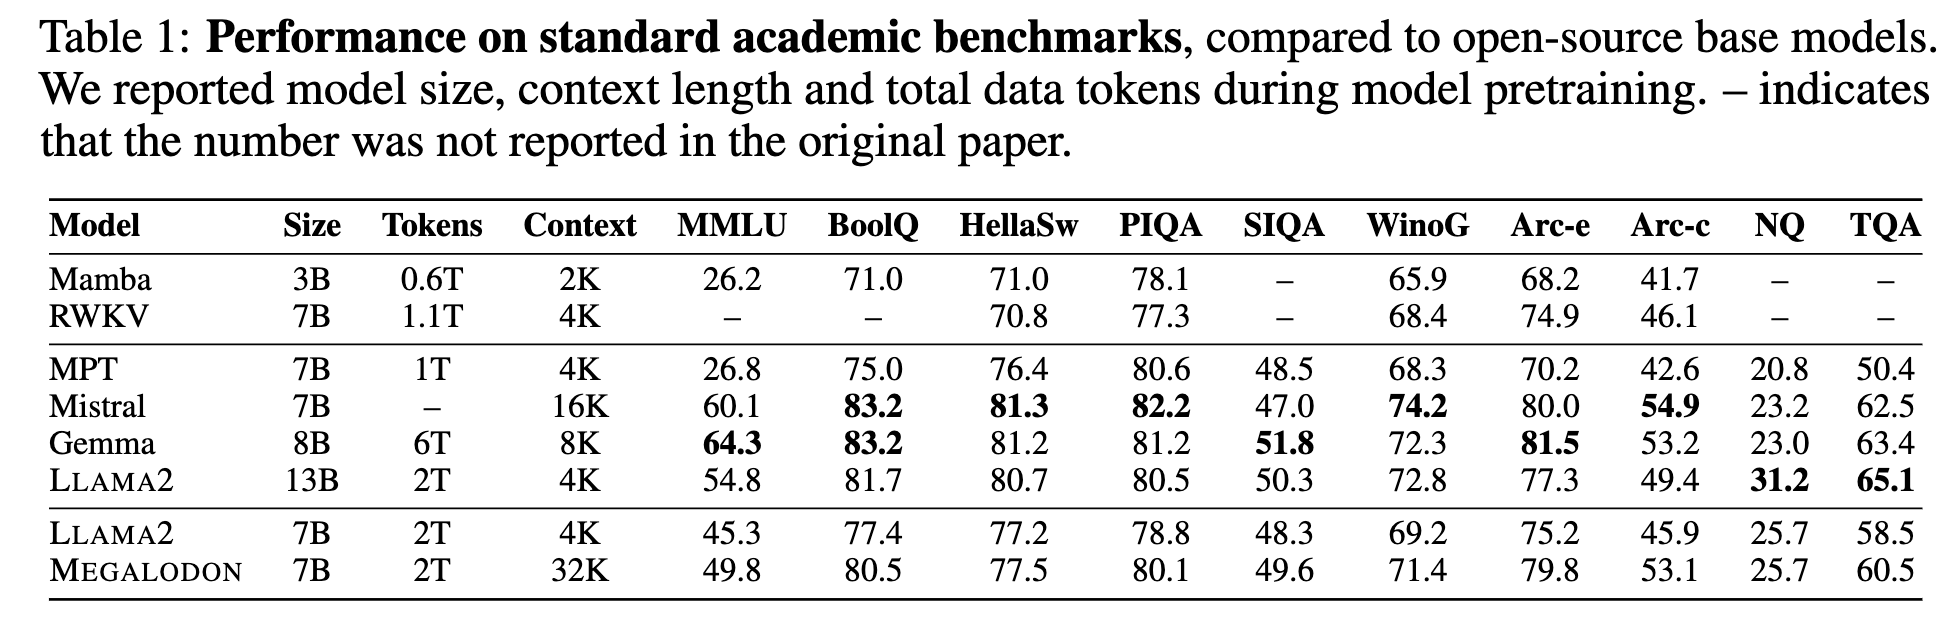 Table 1: Performance on standard academic benchmarks, compared to open-source base models.
We reported model size, context length and total data tokens during model pretraining. – indicates
that the number was not reported in the original paper.
Model Size Tokens Context MMLU BoolQ HellaSw PIQA SIQA WinoG Arc-e Arc-c NQ TQA
Mamba 3B 0.6T 2K 26.2 71.0 71.0 78.1 – 65.9 68.2 41.7 – –
RWKV 7B 1.1T 4K – – 70.8 77.3 – 68.4 74.9 46.1 – –
MPT 7B 1T 4K 26.8 75.0 76.4 80.6 48.5 68.3 70.2 42.6 20.8 50.4
Mistral 7B – 16K 60.1 83.2 81.3 82.2 47.0 74.2 80.0 54.9 23.2 62.5
Gemma 8B 6T 8K 64.3 83.2 81.2 81.2 51.8 72.3 81.5 53.2 23.0 63.4
LLAMA2 13B 2T 4K 54.8 81.7 80.7 80.5 50.3 72.8 77.3 49.4 31.2 65.1
LLAMA2 7B 2T 4K 45.3 77.4 77.2 78.8 48.3 69.2 75.2 45.9 25.7 58.5
MEGALODON 7B 2T 32K 49.8 80.5 77.5 80.1 49.6 71.4 79.8 53.1 25.7 60.5